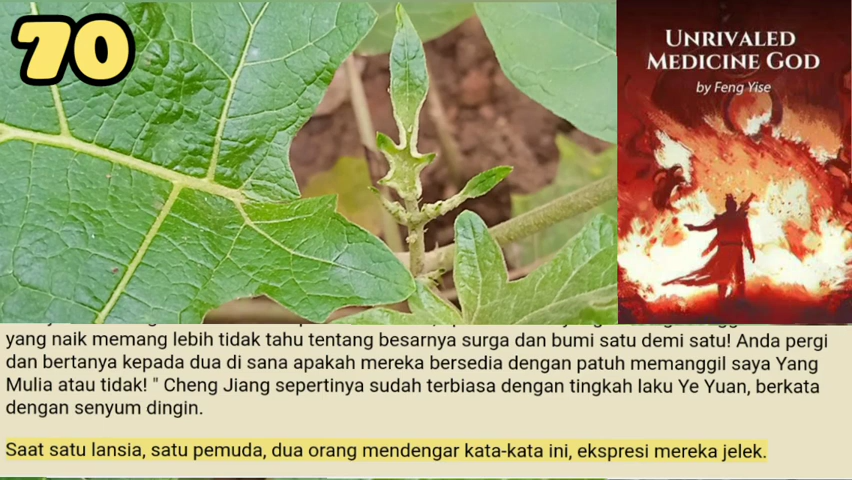 70
UNRIVALED
MEDICINE GOD
by Feng Yise
yang naik memang lebih tidak tahu tentang besarnya surga dan bumi satu demi satu! Anda pergi
dan bertanya kepada dua di sana apakah mereka bersedia dengan patuh memanggil saya Yang
Mulia atau tidak! " Cheng Jiang sepertinya sudah terbiasa dengan tingkah laku Ye Yuan, berkata
dengan senyum dingin.
Saat satu lansia, satu pemuda, dua orang mendengar kata-kata ini, ekspresi mereka jelek.